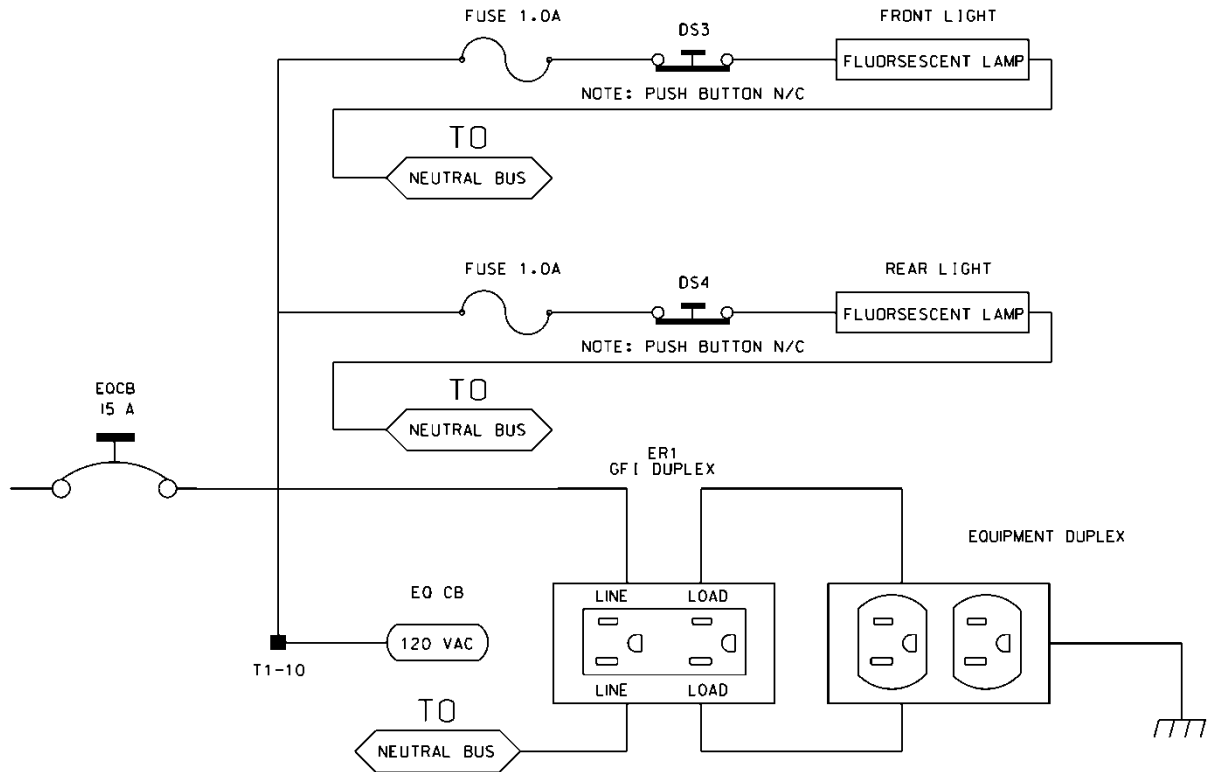 FUSE 1.0A
DS3
FRONT LIGHT
FLUORSESCENT LAMP
NOTE: PUSH BUTTON N/C
TO
NEUTRAL BUS
FUSE 1.0A
DS4
REAR LIGHT
FLUORSESCENT LAMP
NOTE: PUSH BUTTON N/C
TO
NEUTRAL BUS
EQCB
15 A
ER1
GFI DUPLEX
EQUIPMENT DUPLEX
EQ CB
120 VAC
T1-10
LINE LOAD
LINE LOAD
TO
NEUTRAL BUS